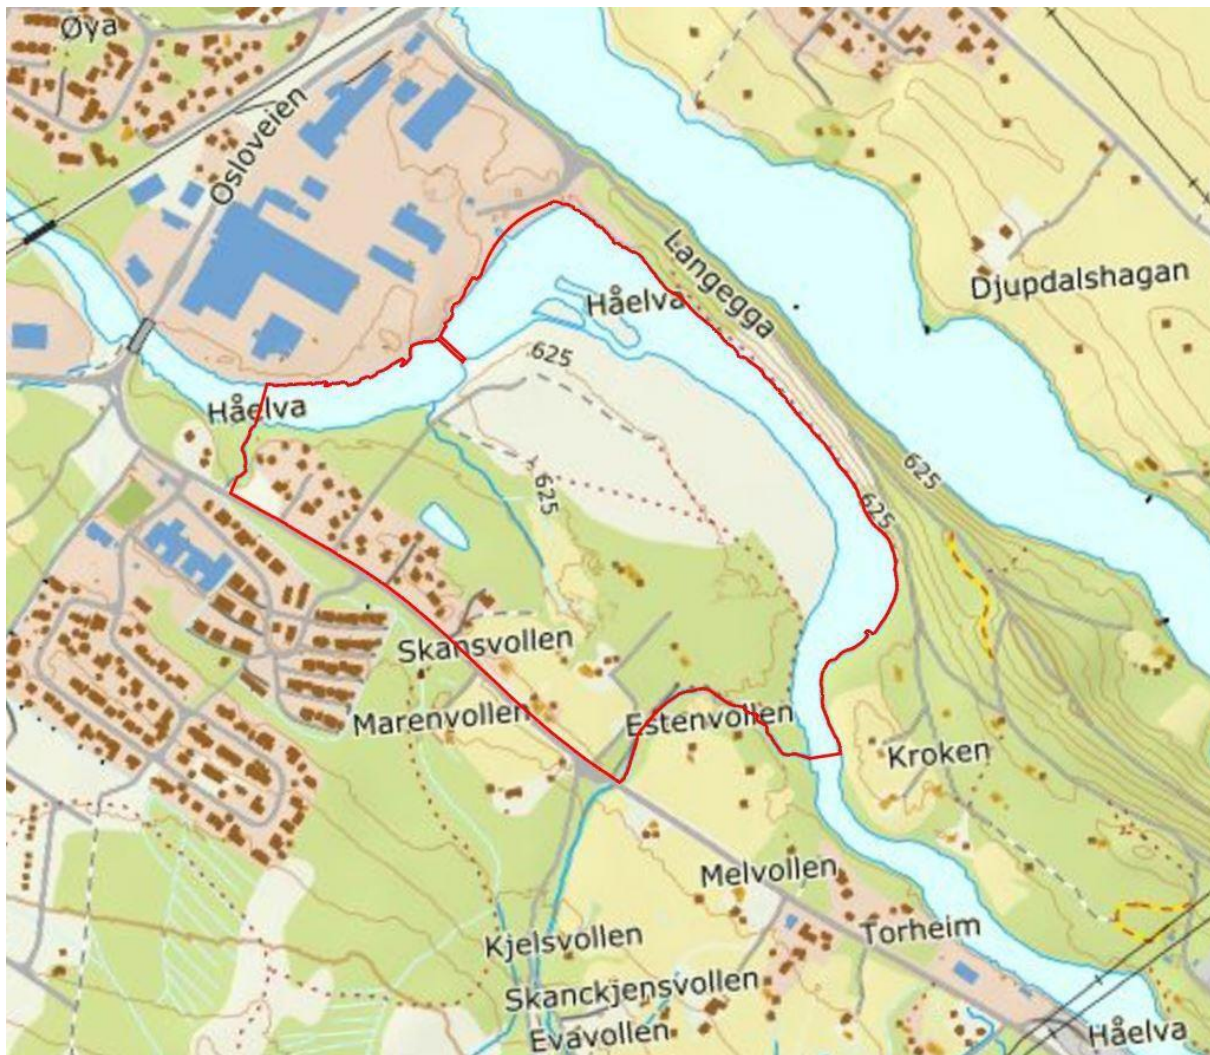 Øya
Osloveien
Langegga
Djupdalshagan
Håelva
625
Håelva
625
625
625
Skansvollen
Marenvollen
Estenvollen
Kroken
Melvollen
Torheim
Kjelsvollen
Skanckjensvollen
Evavollen
Håelva